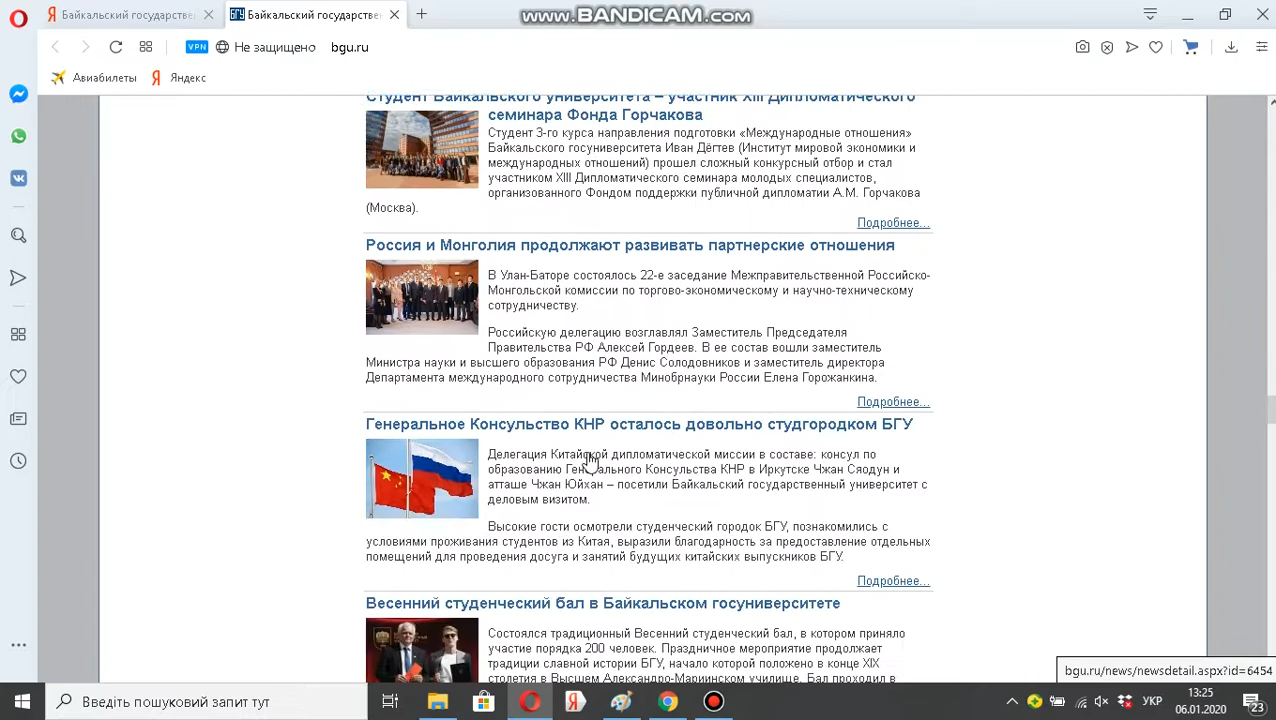 Байкальский государстве
Байкальский государстве
www.BANDICAM.com
VPN
Не защищено
bgu.ru
Авиабилеты
Яндекс
Студент Байкальского университета – участник XIII Дипломатического
семинара Фонда Горчакова
Студент 3-го курса направления подготовки «Международные отношения»
Байкальского госуниверситета Иван Дёгтев (Институт мировой экономики и
международных отношений) прошел сложный конкурсный отбор и стал
участником XIII Дипломатического семинара молодых специалистов,
организованного Фондом поддержки публичной дипломатии А.М. Горчакова
(Москва).
Подробнее...
Россия и Монголия продолжают развивать партнерские отношения
В Улан-Баторе состоялось 22-е заседание Межправительственной Российско-
Монгольской комиссии по торгово-экономическому и научно-техническому
сотрудничеству.
Российскую делегацию возглавлял Заместитель Председателя
Правительства РФ Алексей Гордеев. В ее состав вошли заместитель
Министра науки и высшего образования РФ Денис Солодовников и заместитель директора
Департамента международного сотрудничества Минобрнауки России Елена Горожанкина.
Подробнее...
Генеральное Консульство КНР осталось довольно студгородком БГУ
Делегация Китайской дипломатической миссии в составе: консул по
образованию Генерального Консульства КНР в Иркутске Чжан Сяодун и
атташе Чжан Юйхан – посетили Байкальский государственный университет с
деловым визитом.
Высокие гости осмотрели студенческий городок БГУ, познакомились с
условиями проживания студентов из Китая, выразили благодарность за предоставление отдельных
помещений для проведения досуга и занятий будущих китайских выпускников БГУ.
Подробнее...
Весенний студенческий бал в Байкальском госуниверситете
Состоялся традиционный Весенний студенческий бал, в котором приняло
участие порядка 200 человек. Праздничное мероприятие продолжает
традиции славной истории БГУ, начало которой положено в конце XIX
столетия в Высшем Александро-Мариинском училище. Бал проходил в
bgu.ru/news/newsdetail.aspx?id=6454
Введіть пошуковий запит тут
УКР
13:25
06.01.2020
23